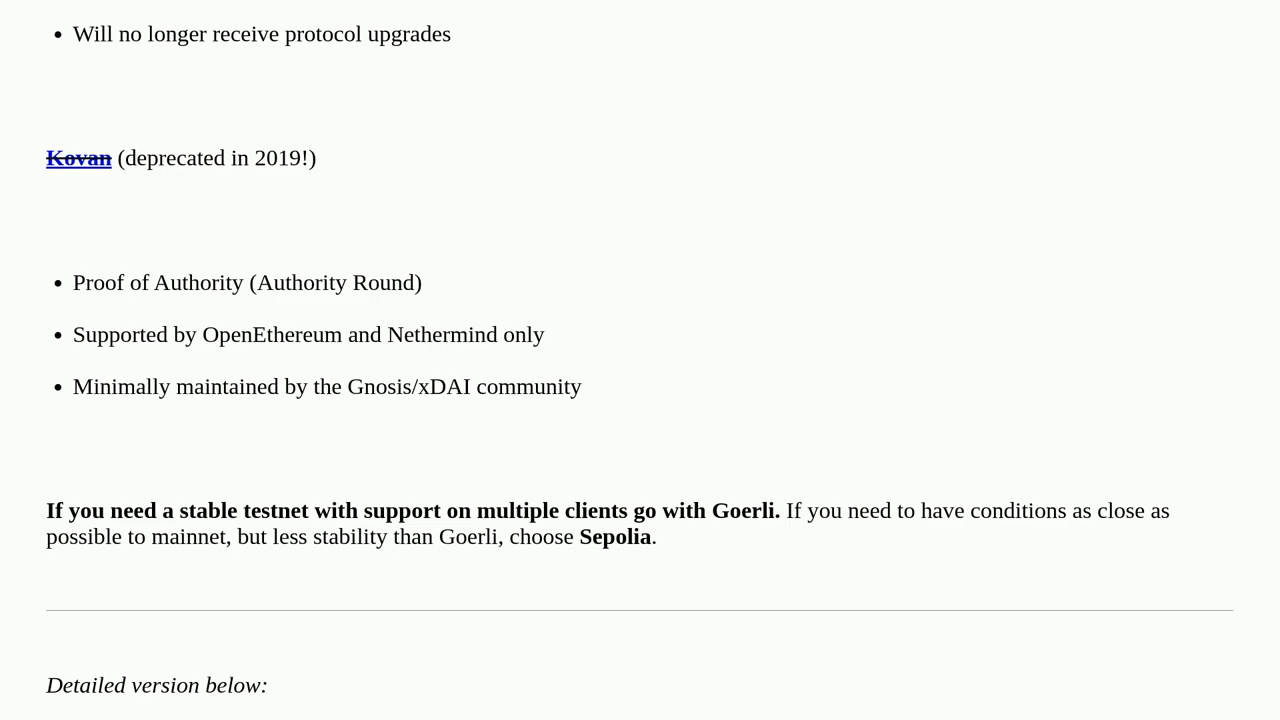 • Will no longer receive protocol upgrades
Kovan (deprecated in 2019!)
• Proof of Authority (Authority Round)
• Supported by OpenEthereum and Nethermind only
• Minimally maintained by the Gnosis/xDAI community
If you need a stable testnet with support on multiple clients go with Goerli. If you need to have conditions as close as
possible to mainnet, but less stability than Goerli, choose Sepolia.
Detailed version below: